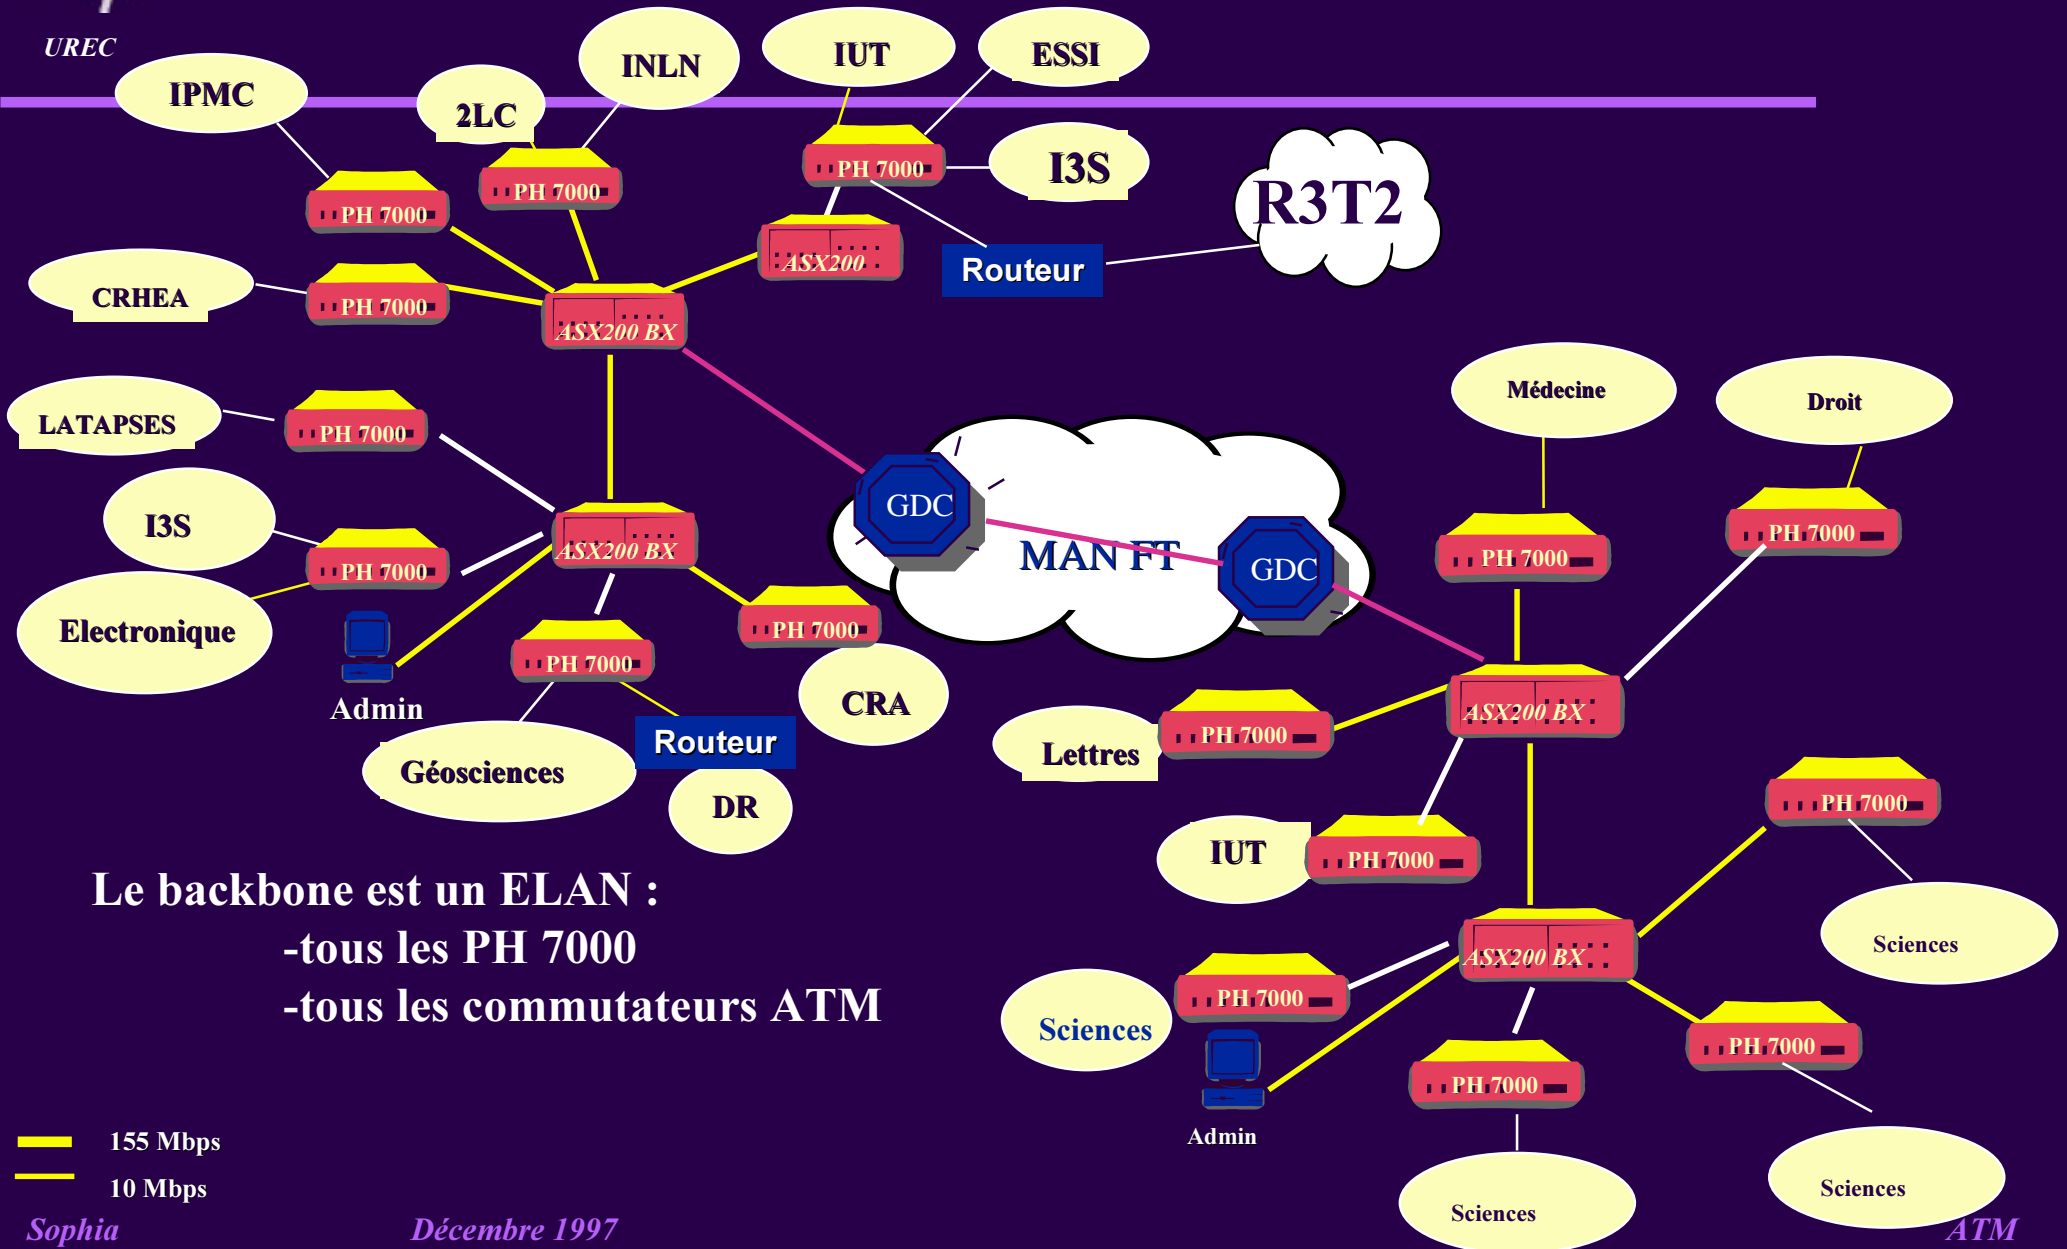 UREC
INLN
IUT
ESSI
IPMC
2LC
PH 7000
I3S
PH 7000
PH 7000
R3T2
ASX200
Routeur
CRHEA
PH 7000
ASX200 BX
Médecine
Droit
LATAPSES
PH 7000
GDC
I3S
PH 7000
ASX200 BX
MAN FT
GDC
PH 7000
PH 7000
Electronique
PH 7000
PH 7000
Admin
CRA
ASX200 BX
Routeur
Lettres
PH 7000
Géosciences
DR
PH 7000
IUT
PH 7000
Le backbone est un ELAN :
-tous les PH 7000
-tous les commutateurs ATM
Sciences
ASX200 BX
PH 7000
Sciences
PH 7000
PH 7000
Admin
155 Mbps
10 Mbps
Sciences
Sciences
Sophia
Décembre 1997
ATM